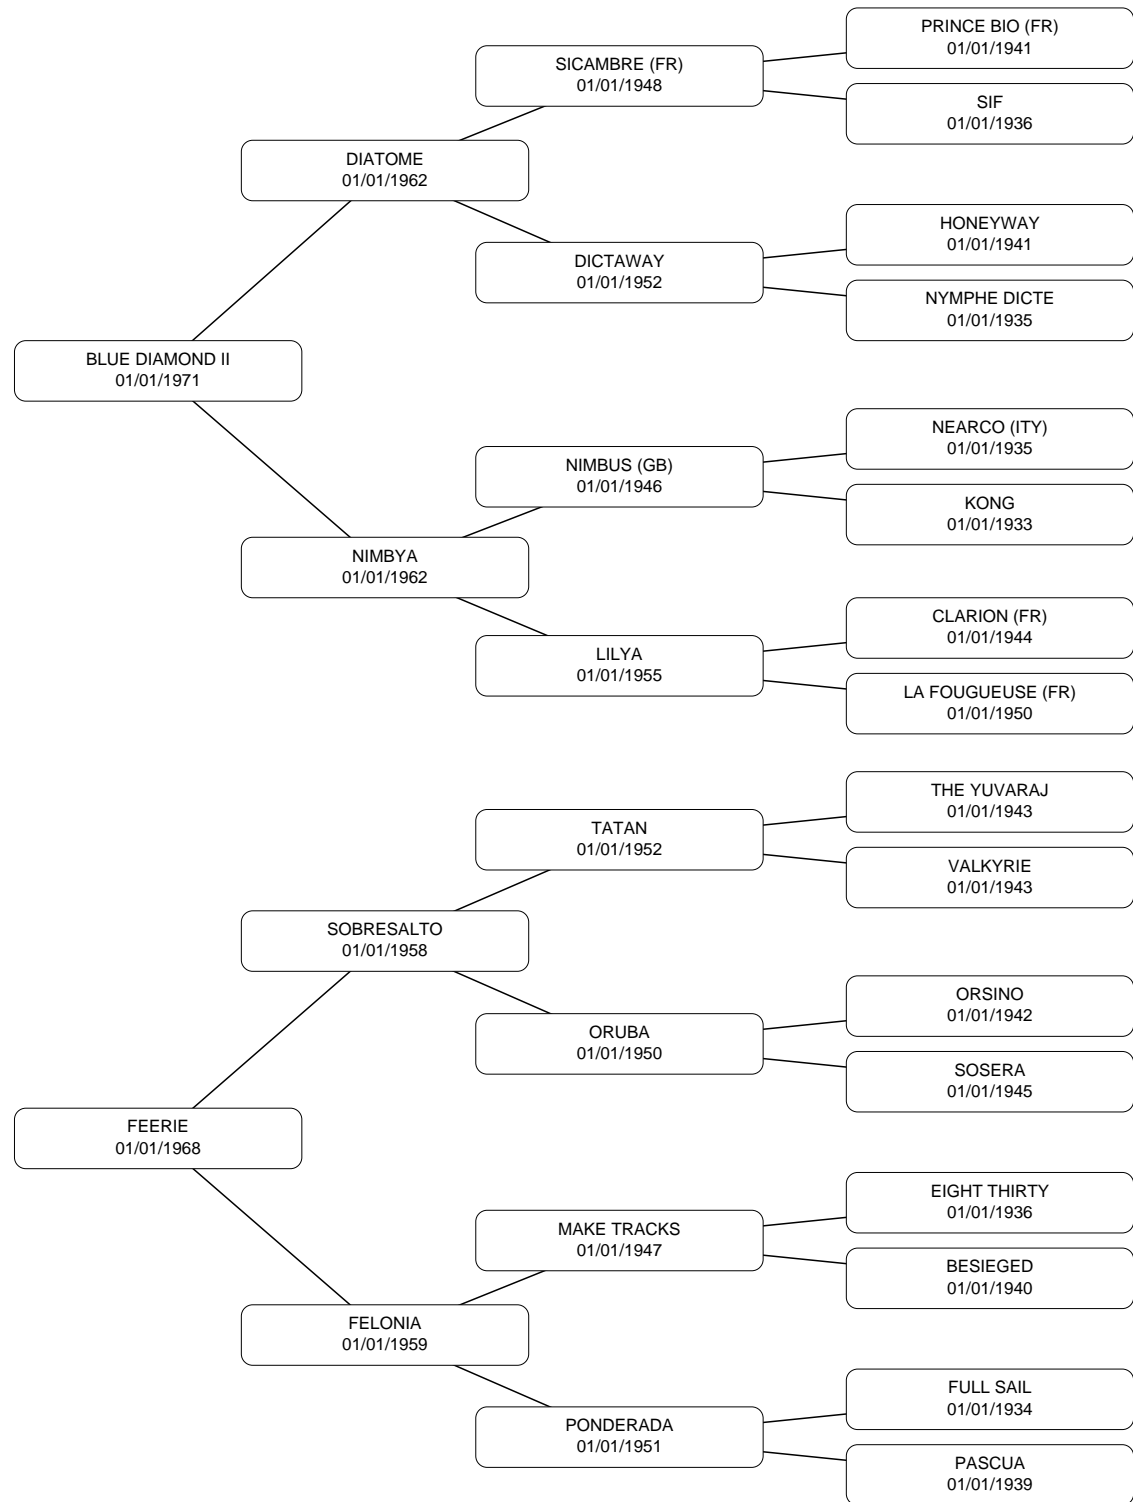 PRINCE BIO (FR)
01/01/1941
SICAMBRE (FR)
01/01/1948
SIF
01/01/1936
DIATOME
01/01/1962
HONEYWAY
01/01/1941
DICTAWAY
01/01/1952
NYMPHE DICTE
01/01/1935
BLUE DIAMOND II
01/01/1971
NEARCO (ITY)
01/01/1935
NIMBUS (GB)
01/01/1946
KONG
01/01/1933
NIMBYA
01/01/1962
CLARION (FR)
01/01/1944
LILYA
01/01/1955
LA FOUGUEUSE (FR)
01/01/1950
THE YUVARAJ
01/01/1943
TATAN
01/01/1952
VALKYRIE
01/01/1943
SOBRESALTO
01/01/1958
ORSINO
01/01/1942
ORUBA
01/01/1950
SOSERA
01/01/1945
FEERIE
01/01/1968
EIGHT THIRTY
01/01/1936
MAKE TRACKS
01/01/1947
BESIEGED
01/01/1940
FELONIA
01/01/1959
FULL SAIL
01/01/1934
PONDERADA
01/01/1951
PASCUA
01/01/1939